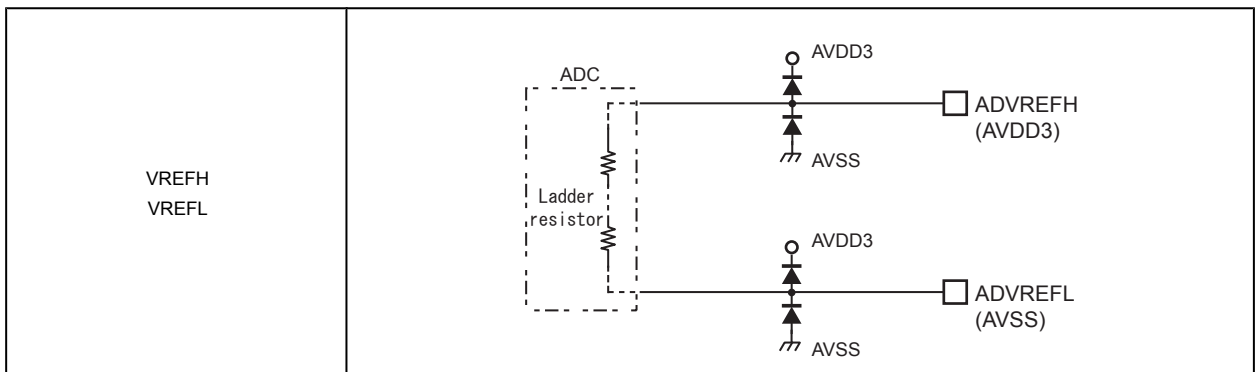 VREFH
VREFL
ADC
AVDD3
ADVREFH
(AVDD3)
AVSS
Ladder
resistor
AVDD3
ADVREFL
(AVSS)
AVSS